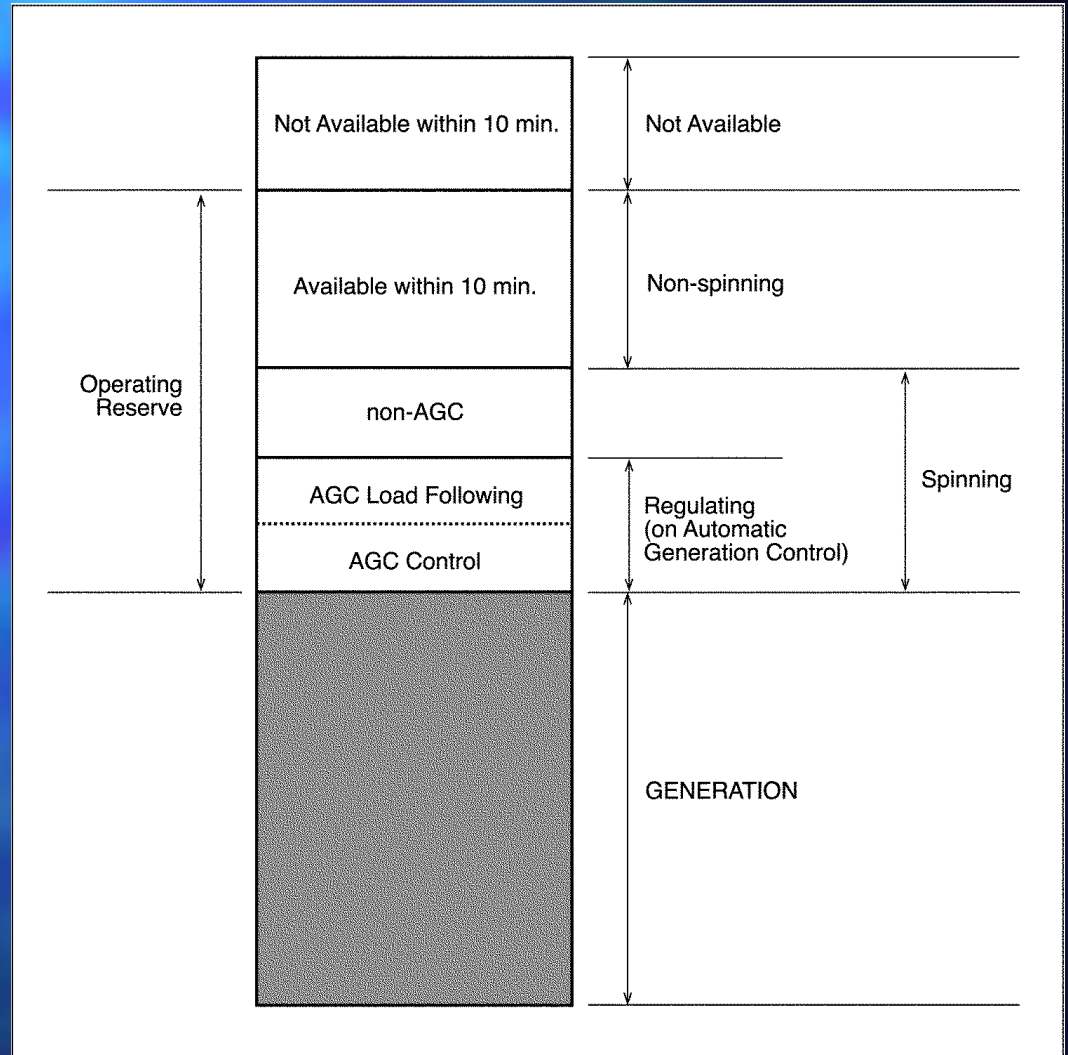 Not Available within 10 min.
Not Available
Available within 10 min.
Non-spinning
Operating
Reserve
non-AGC
Spinning
AGC Load Following
Regulating
(on Automatic
Generation Control)
AGC Control
GENERATION